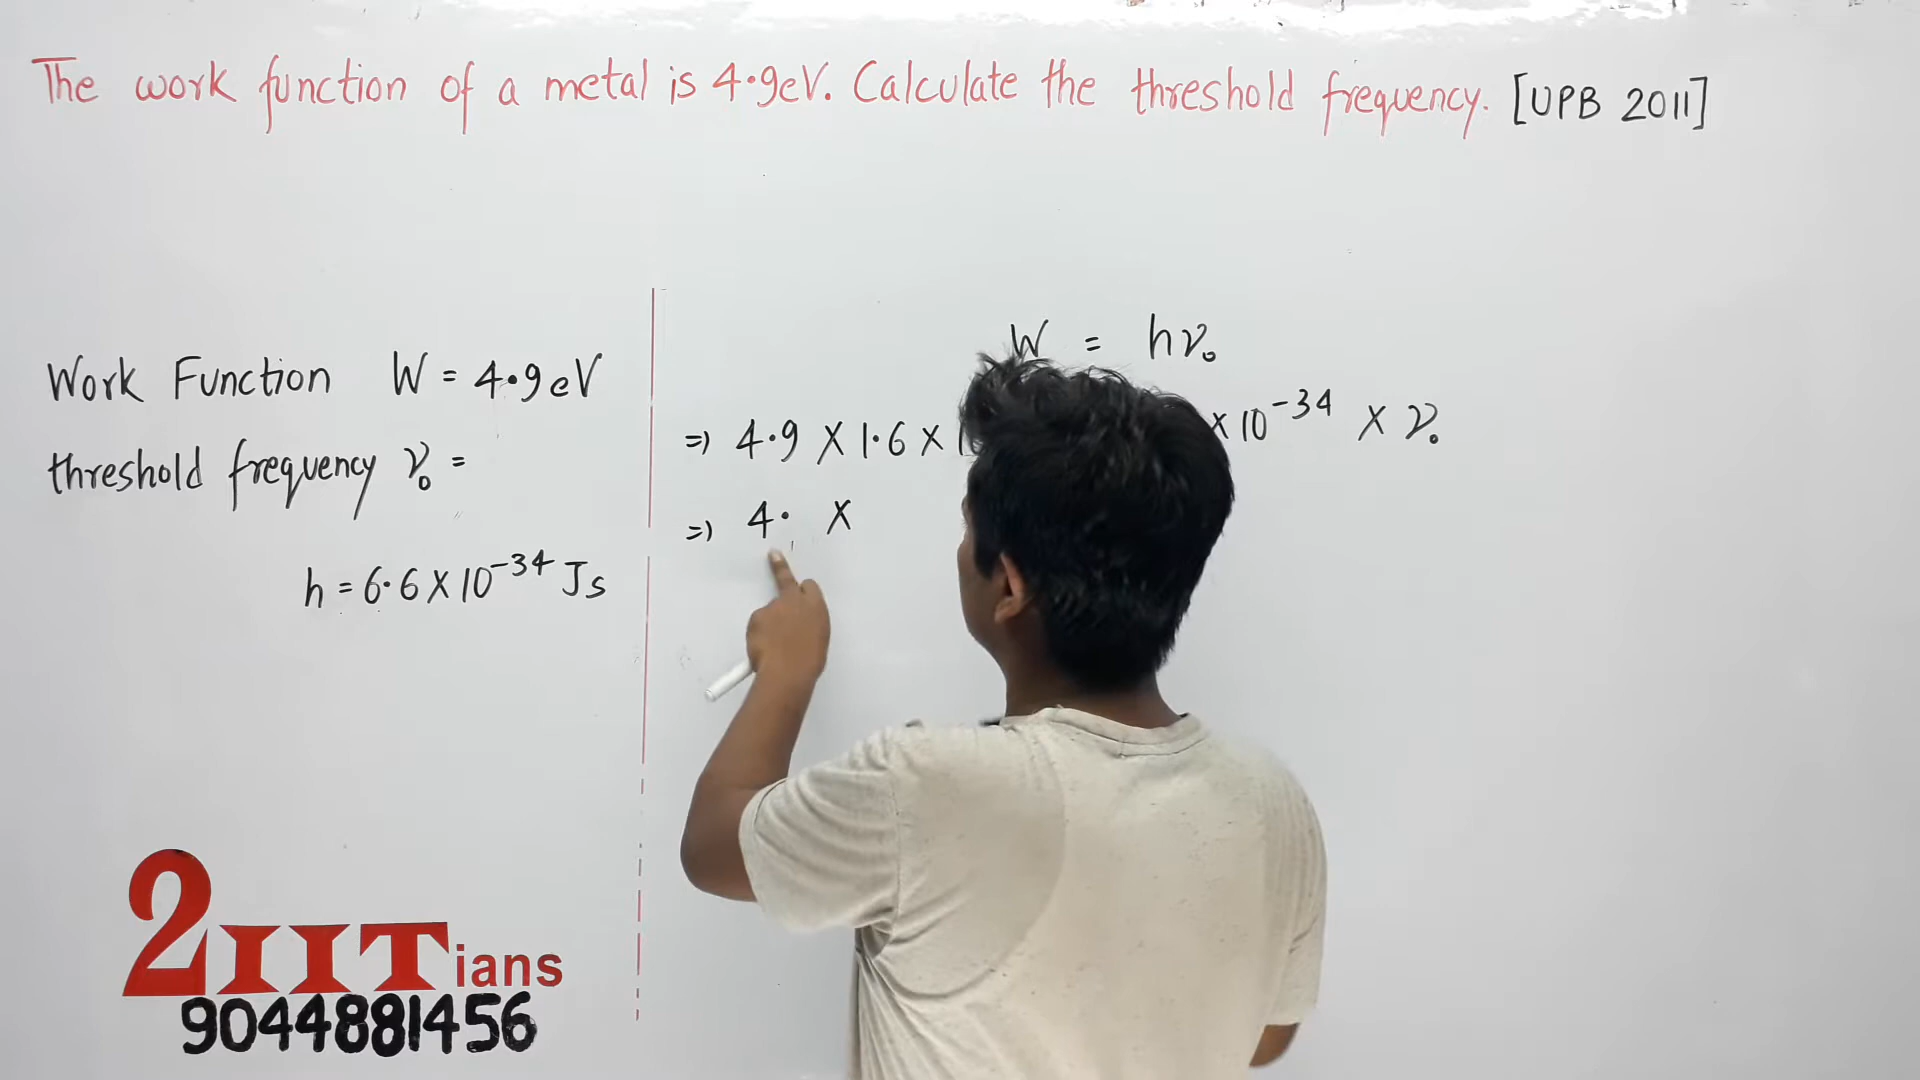 The work function of a metal is 4.9eV. Calculate the threshold frequency. [UPB 2011]
W = hν₀
Work Function W = 4.9eV
⇒ 4.9 X 1.6 X 1 x 10⁻³⁴ X ν₀
threshold frequency ν₀ =
⇒ 4. X
h = 6.6 X 10⁻³⁴ Js
2IITians
9044881456